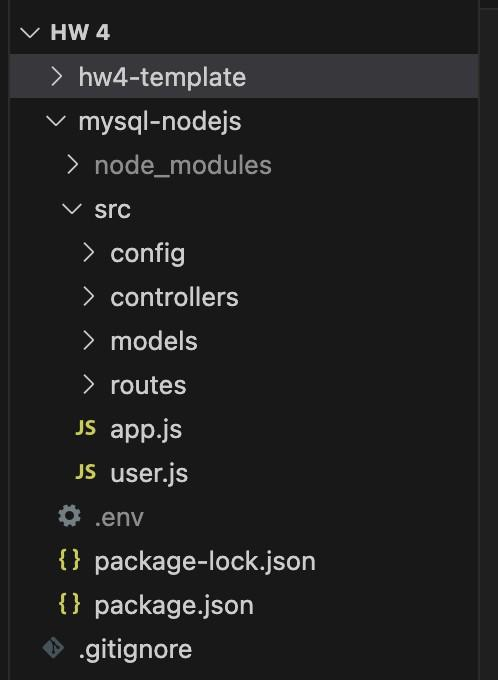 HW 4
hw4-template
mysql-nodejs
node_modules
src
config
controllers
models
routes
JS app.js
JS user.js
.env
{} package-lock.json
{} package.json
.gitignore